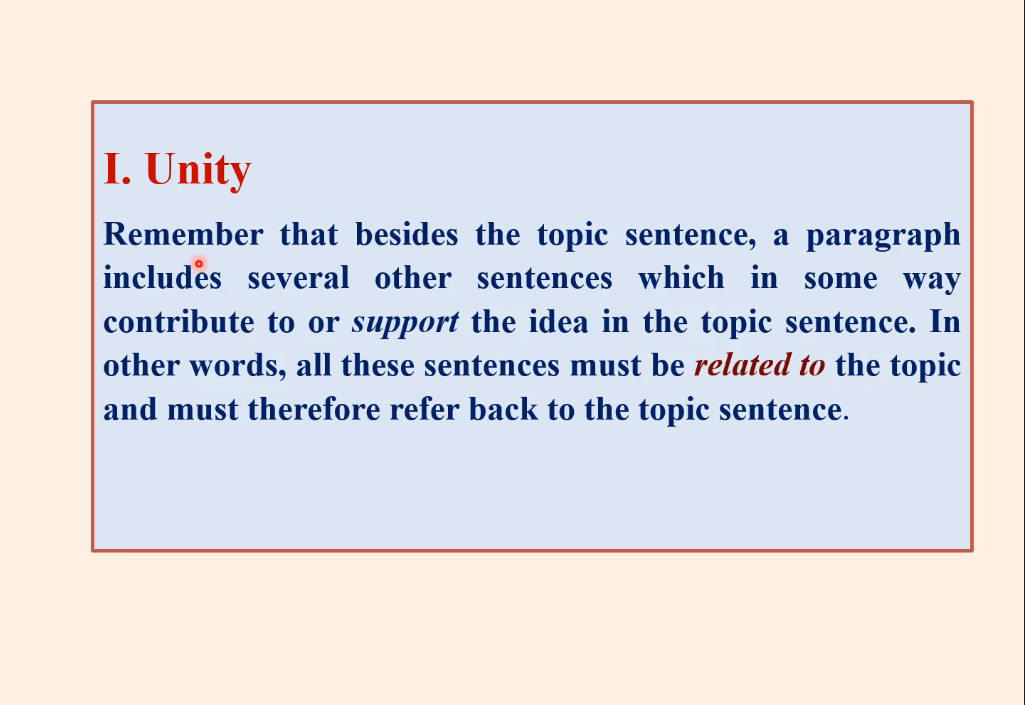 I. Unity
Remember that besides the topic sentence, a paragraph
includes several other sentences which in some way
contribute to or support the idea in the topic sentence. In
other words, all these sentences must be related to the topic
and must therefore refer back to the topic sentence.